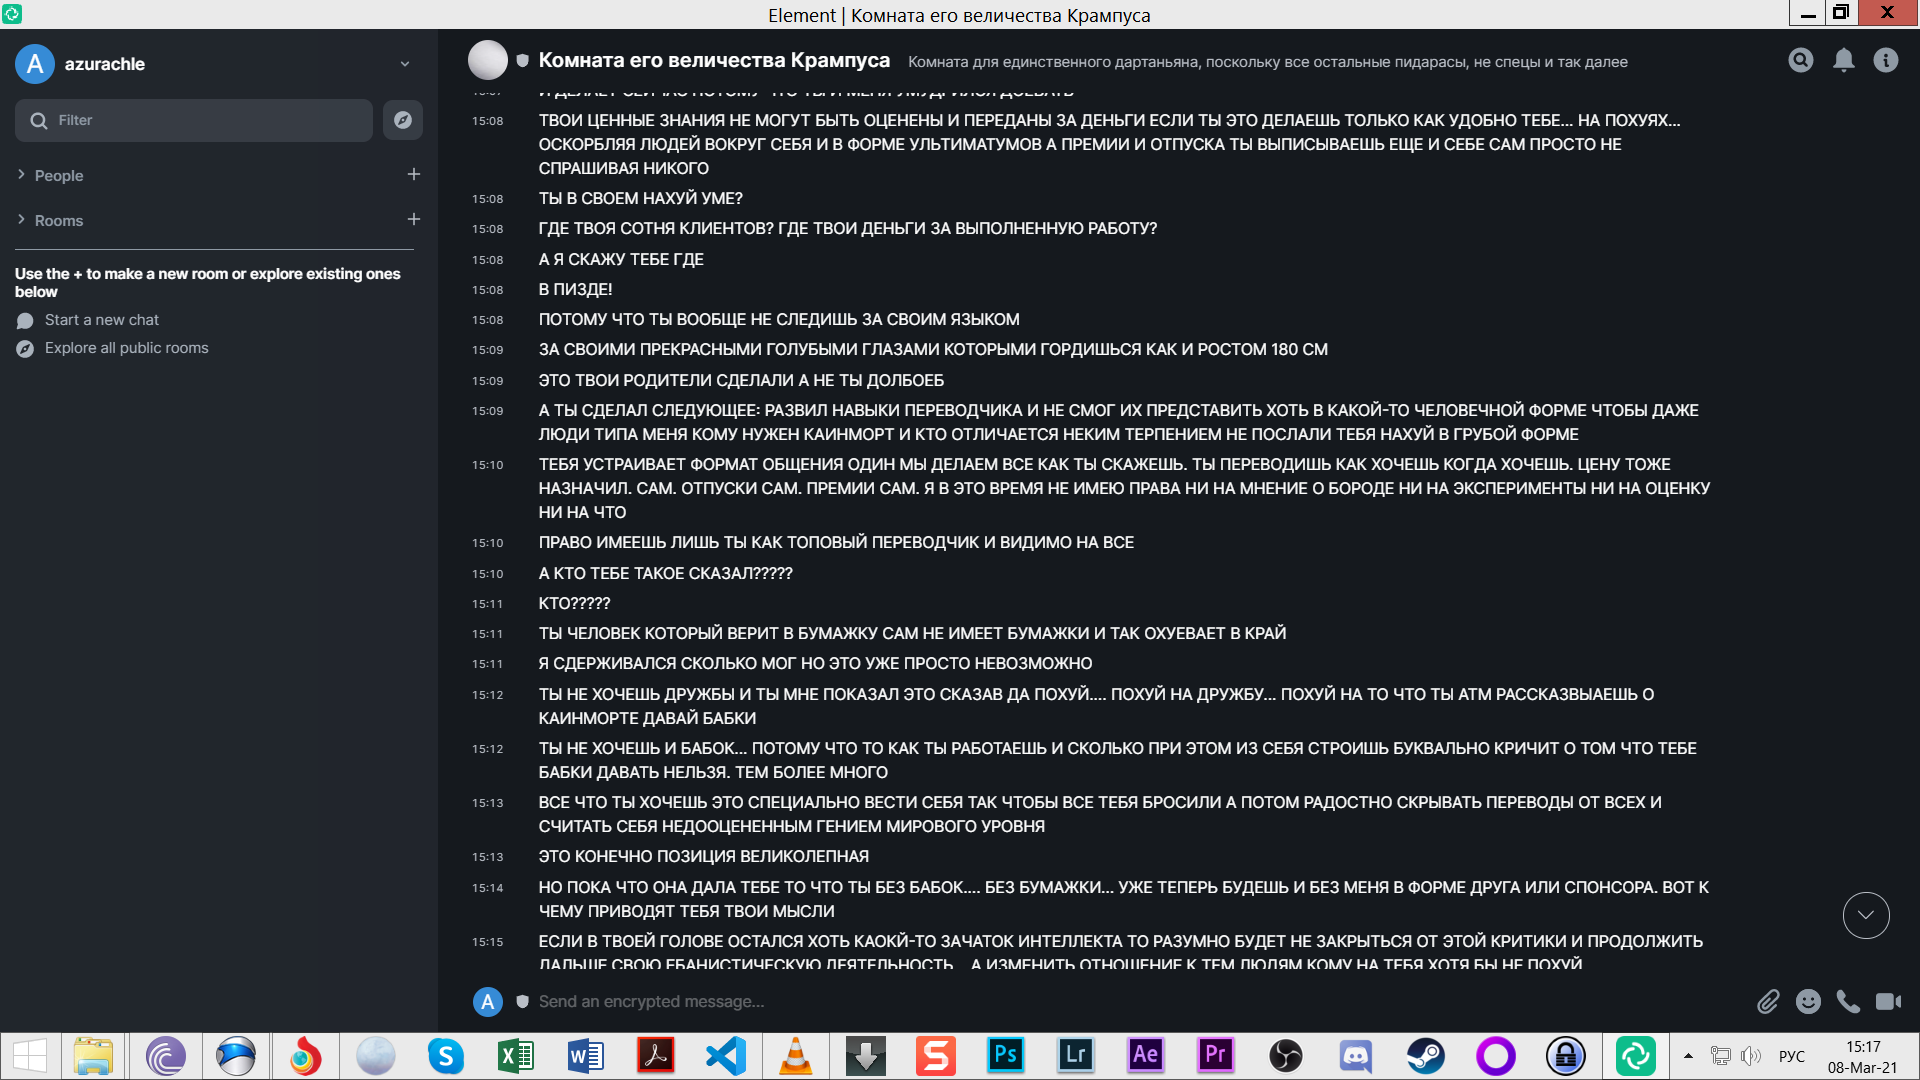 Element | Комната его величества Крампуса
A
azurachle
Filter
People
Rooms
Use the + to make a new room or explore existing ones
below
Start a new chat
Explore all public rooms
Комната его величества Крампуса
Комната для единственного дартаньяна, поскольку все остальные пидарасы, не спецы и так далее
15:08 ТВОИ ЦЕННЫЕ ЗНАНИЯ НЕ МОГУТ БЫТЬ ОЦЕНЕНЫ И ПЕРЕДАНЫ ЗА ДЕНЬГИ ЕСЛИ ТЫ ЭТО ДЕЛАЕШЬ ТОЛЬКО КАК УДОБНО ТЕБЕ... НА ПОХУЯХ...
ОСКОРБЛЯЯ ЛЮДЕЙ ВОКРУГ СЕБЯ И В ФОРМЕ УЛЬТИМАТУМОВ А ПРЕМИИ И ОТПУСКА ТЫ ВЫПИСЫВАЕШЬ ЕЩЕ И СЕБЕ САМ ПРОСТО НЕ
СПРАШИВАЯ НИКОГО
15:08 ТЫ В СВОЕМ НАХУЙ УМЕ?
15:08 ГДЕ ТВОЯ СОТНЯ КЛИЕНТОВ? ГДЕ ТВОИ ДЕНЬГИ ЗА ВЫПОЛНЕННУЮ РАБОТУ?
15:08 А Я СКАЖУ ТЕБЕ ГДЕ
15:08 В ПИЗДЕ!
15:08 ПОТОМУ ЧТО ТЫ ВООБЩЕ НЕ СЛЕДИШЬ ЗА СВОИМ ЯЗЫКОМ
15:09 ЗА СВОИМИ ПРЕКРАСНЫМИ ГОЛУБЫМИ ГЛАЗАМИ КОТОРЫМИ ГОРДИШЬСЯ КАК И РОСТОМ 180 СМ
15:09 ЭТО ТВОИ РОДИТЕЛИ СДЕЛАЛИ А НЕ ТЫ ДОЛБОЕБ
15:09 А ТЫ СДЕЛАЛ СЛЕДУЮЩЕЕ: РАЗВИЛ НАВЫКИ ПЕРЕВОДЧИКА И НЕ СМОГ ИХ ПРЕДСТАВИТЬ ХОТЬ В КАКОЙ-ТО ЧЕЛОВЕЧНОЙ ФОРМЕ ЧТОБЫ ДАЖЕ
ЛЮДИ ТИПА МЕНЯ КОМУ НУЖЕН КАИНМОРТ И КТО ОТЛИЧАЕТСЯ НЕКИМ ТЕРПЕНИЕМ НЕ ПОСЛАЛИ ТЕБЯ НАХУЙ В ГРУБОЙ ФОРМЕ
15:10 ТЕБЯ УСТРАИВАЕТ ФОРМАТ ОБЩЕНИЯ ОДИН МЫ ДЕЛАЕМ ВСЕ КАК ТЫ СКАЖЕШЬ. ТЫ ПЕРЕВОДИШЬ КАК ХОЧЕШЬ КОГДА ХОЧЕШЬ. ЦЕНУ ТОЖЕ
НАЗНАЧИЛ. САМ. ОТПУСКИ САМ. ПРЕМИИ САМ. Я В ЭТО ВРЕМЯ НЕ ИМЕЮ ПРАВА НИ НА МНЕНИЕ О БОРОДЕ НИ НА ЭКСПЕРИМЕНТЫ НИ НА ОЦЕНКУ
НИ НА ЧТО
15:10 ПРАВО ИМЕЕШЬ ЛИШЬ ТЫ КАК ТОПОВЫЙ ПЕРЕВОДЧИК И ВИДИМО НА ВСЕ
15:10 А КТО ТЕБЕ ТАКОЕ СКАЗАЛ?????
15:11 КТО?????
15:11 ТЫ ЧЕЛОВЕК КОТОРЫЙ ВЕРИТ В БУМАЖКУ САМ НЕ ИМЕЕТ БУМАЖКИ И ТАК ОХУЕВАЕТ В КРАЙ
15:11 Я СДЕРЖИВАЛСЯ СКОЛЬКО МОГ НО ЭТО УЖЕ ПРОСТО НЕВОЗМОЖНО
15:12 ТЫ НЕ ХОЧЕШЬ ДРУЖБЫ И ТЫ МНЕ ПОКАЗАЛ ЭТО СКАЗАВ ДА ПОХУЙ.... ПОХУЙ НА ДРУЖБУ... ПОХУЙ НА ТО ЧТО ТЫ АТМ РАССКАЗВЫАЕШЬ О
КАИНМОРТЕ ДАВАЙ БАБКИ
15:12 ТЫ НЕ ХОЧЕШЬ И БАБОК... ПОТОМУ ЧТО ТО КАК ТЫ РАБОТАЕШЬ И СКОЛЬКО ПРИ ЭТОМ ИЗ СЕБЯ СТРОИШЬ БУКВАЛЬНО КРИЧИТ О ТОМ ЧТО ТЕБЕ
БАБКИ ДАВАТЬ НЕЛЬЗЯ. ТЕМ БОЛЕЕ МНОГО
15:13 ВСЕ ЧТО ТЫ ХОЧЕШЬ ЭТО СПЕЦИАЛЬНО ВЕСТИ СЕБЯ ТАК ЧТОБЫ ВСЕ ТЕБЯ БРОСИЛИ А ПОТОМ РАДОСТНО СКРЫВАТЬ ПЕРЕВОДЫ ОТ ВСЕХ И
СЧИТАТЬ СЕБЯ НЕДООЦЕНЕННЫМ ГЕНИЕМ МИРОВОГО УРОВНЯ
15:13 ЭТО КОНЕЧНО ПОЗИЦИЯ ВЕЛИКОЛЕПНАЯ
15:14 НО ПОКА ЧТО ОНА ДАЛА ТЕБЕ ТО ЧТО ТЫ БЕЗ БАБОК.... БЕЗ БУМАЖКИ... УЖЕ ТЕПЕРЬ БУДЕШЬ И БЕЗ МЕНЯ В ФОРМЕ ДРУГА ИЛИ СПОНСОРА. ВОТ К
ЧЕМУ ПРИВОДЯТ ТЕБЯ ТВОИ МЫСЛИ
15:15 ЕСЛИ В ТВОЕЙ ГОЛОВЕ ОСТАЛСЯ ХОТЬ КАОКЙ-ТО ЗАЧАТОК ИНТЕЛЛЕКТА ТО РАЗУМНО БУДЕТ НЕ ЗАКРЫТЬСЯ ОТ ЭТОЙ КРИТИКИ И ПРОДОЛЖИТЬ
ДАЛЬШЕ СВОЮ ЕБАНИСТИЧЕСКУЮ ДЕЯТЕЛЬНОСТЬ... А ИЗМЕНИТЬ ОТНОШЕНИЕ К ТЕМ ЛЮДЯМ КОМУ НА ТЕБЯ ХОТЯ БЫ НЕ ПОХУЙ
A
Send an encrypted message...
Ps
Lr
Ae
Pr
РУС
15:17
08-Mar-21